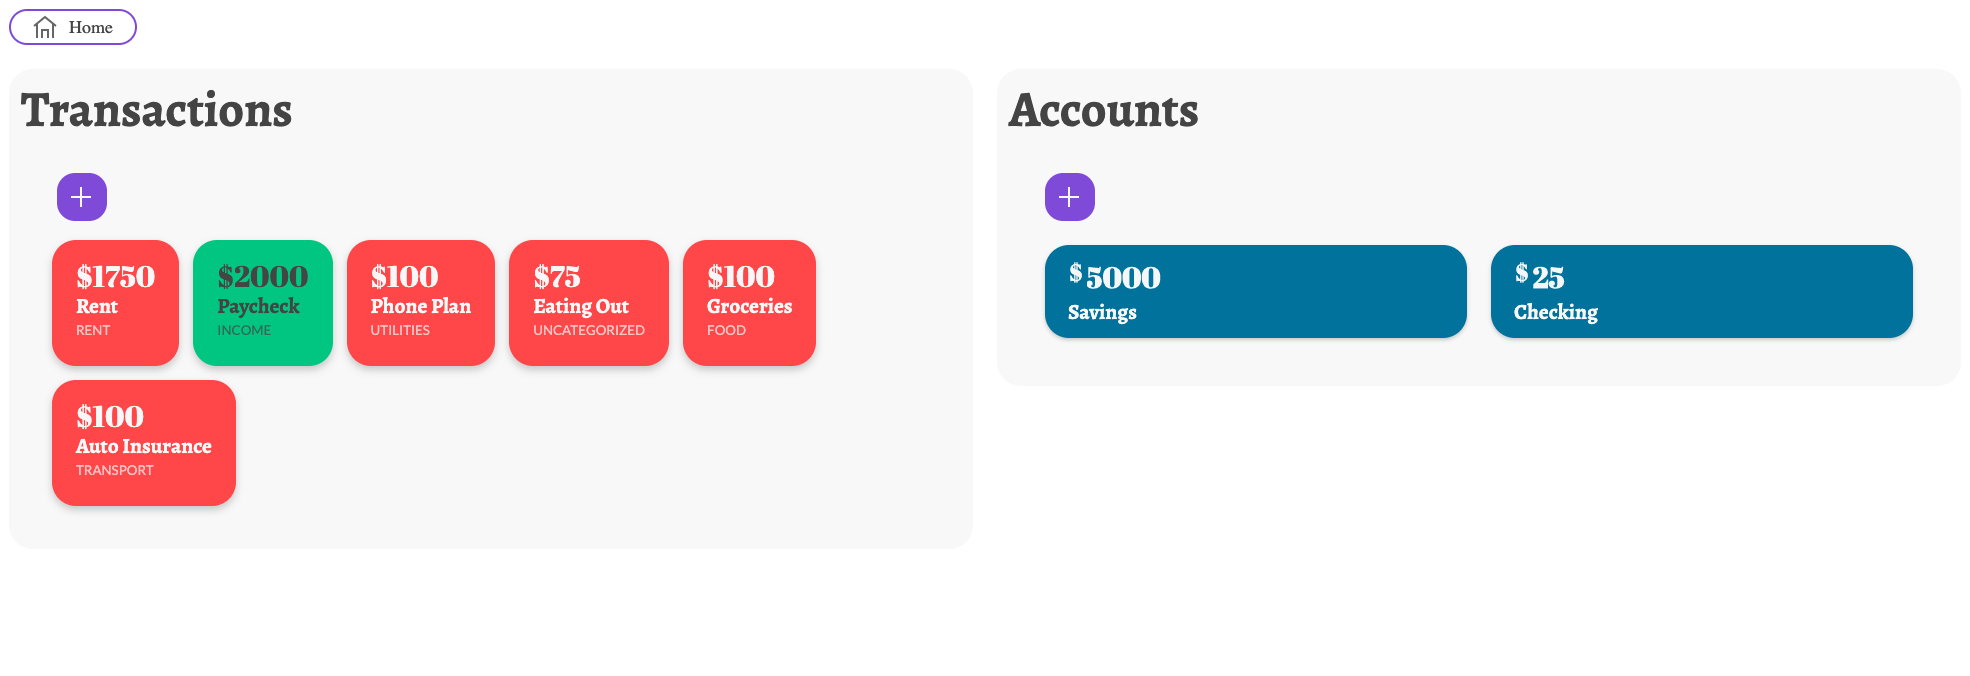 Home
Transactions
$1750
Rent
RENT
$2000
Paycheck
INCOME
$100
Phone Plan
UTILITIES
$75
Eating Out
UNCATEGORIZED
$100
Groceries
FOOD
$100
Auto Insurance
TRANSPORT
Accounts
$5000
Savings
$25
Checking